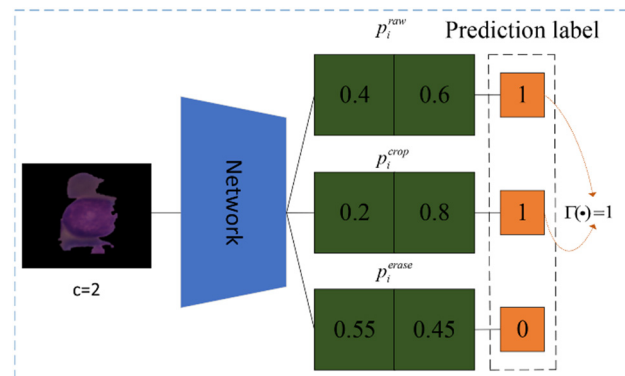 p_i^{raw} Prediction label
0.4 0.6 1
p_i^{crop}
Network
0.2 0.8 1 Γ(•)=1
c=2
p_i^{erase}
0.55 0.45 0